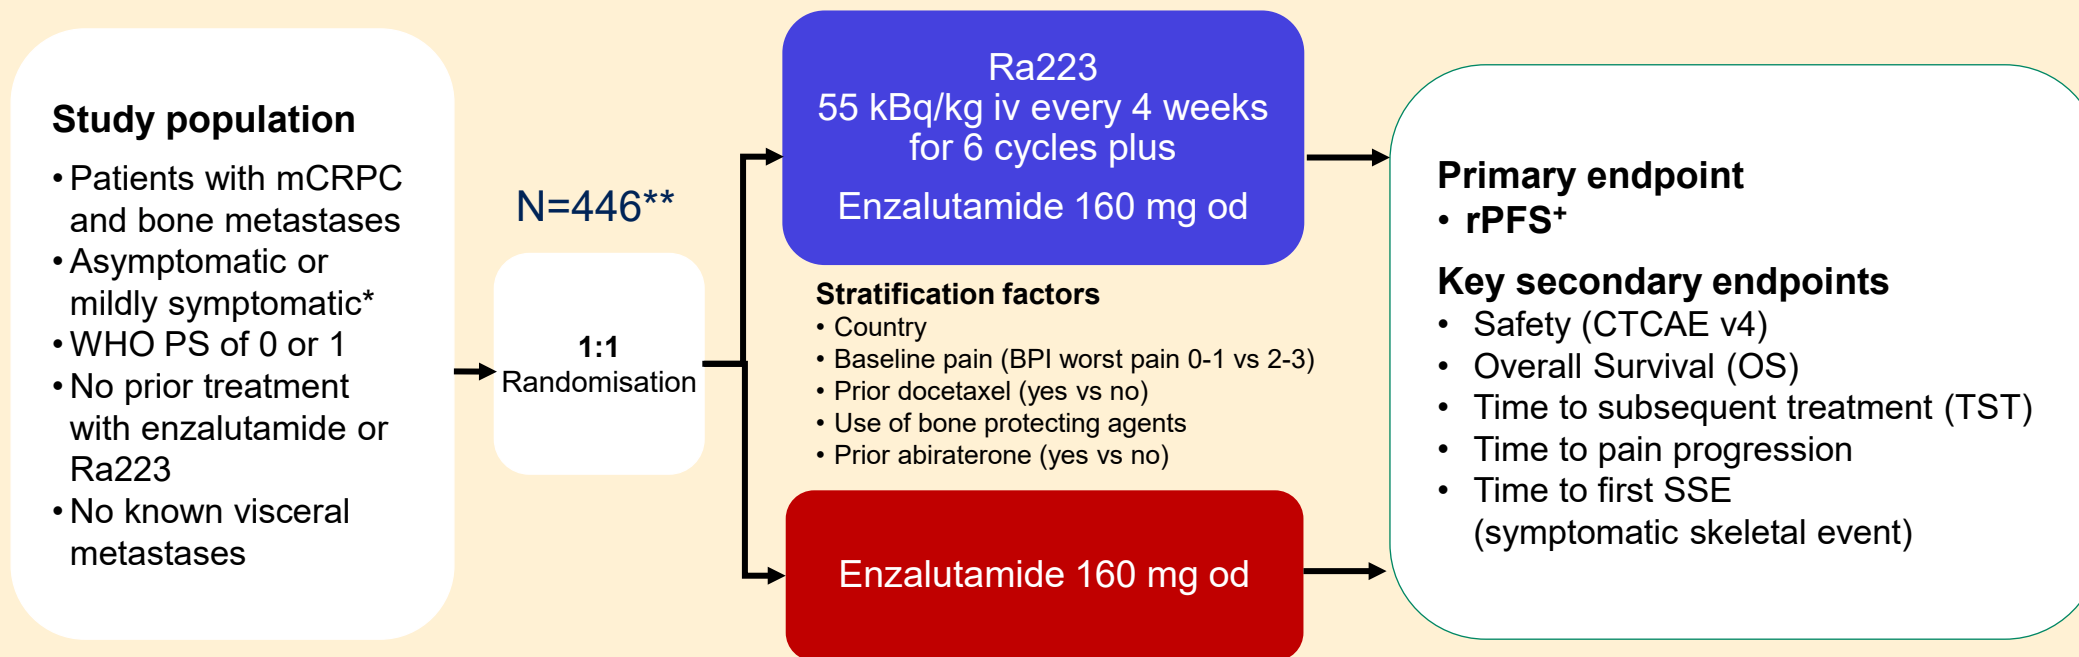 Study population
• Patients with mCRPC
and bone metastases
• Asymptomatic or
mildly symptomatic*
• WHO PS of 0 or 1
• No prior treatment
with enzalutamide or
Ra223
• No known visceral
metastases
N=446**
1:1
Randomisation
Ra223
55 kBq/kg iv every 4 weeks
for 6 cycles plus
Enzalutamide 160 mg od
Stratification factors
• Country
• Baseline pain (BPI worst pain 0-1 vs 2-3)
• Prior docetaxel (yes vs no)
• Use of bone protecting agents
• Prior abiraterone (yes vs no)
Enzalutamide 160 mg od
Primary endpoint
• rPFS⁺
Key secondary endpoints
• Safety (CTCAE v4)
• Overall Survival (OS)
• Time to subsequent treatment (TST)
• Time to pain progression
• Time to first SSE
(symptomatic skeletal event)